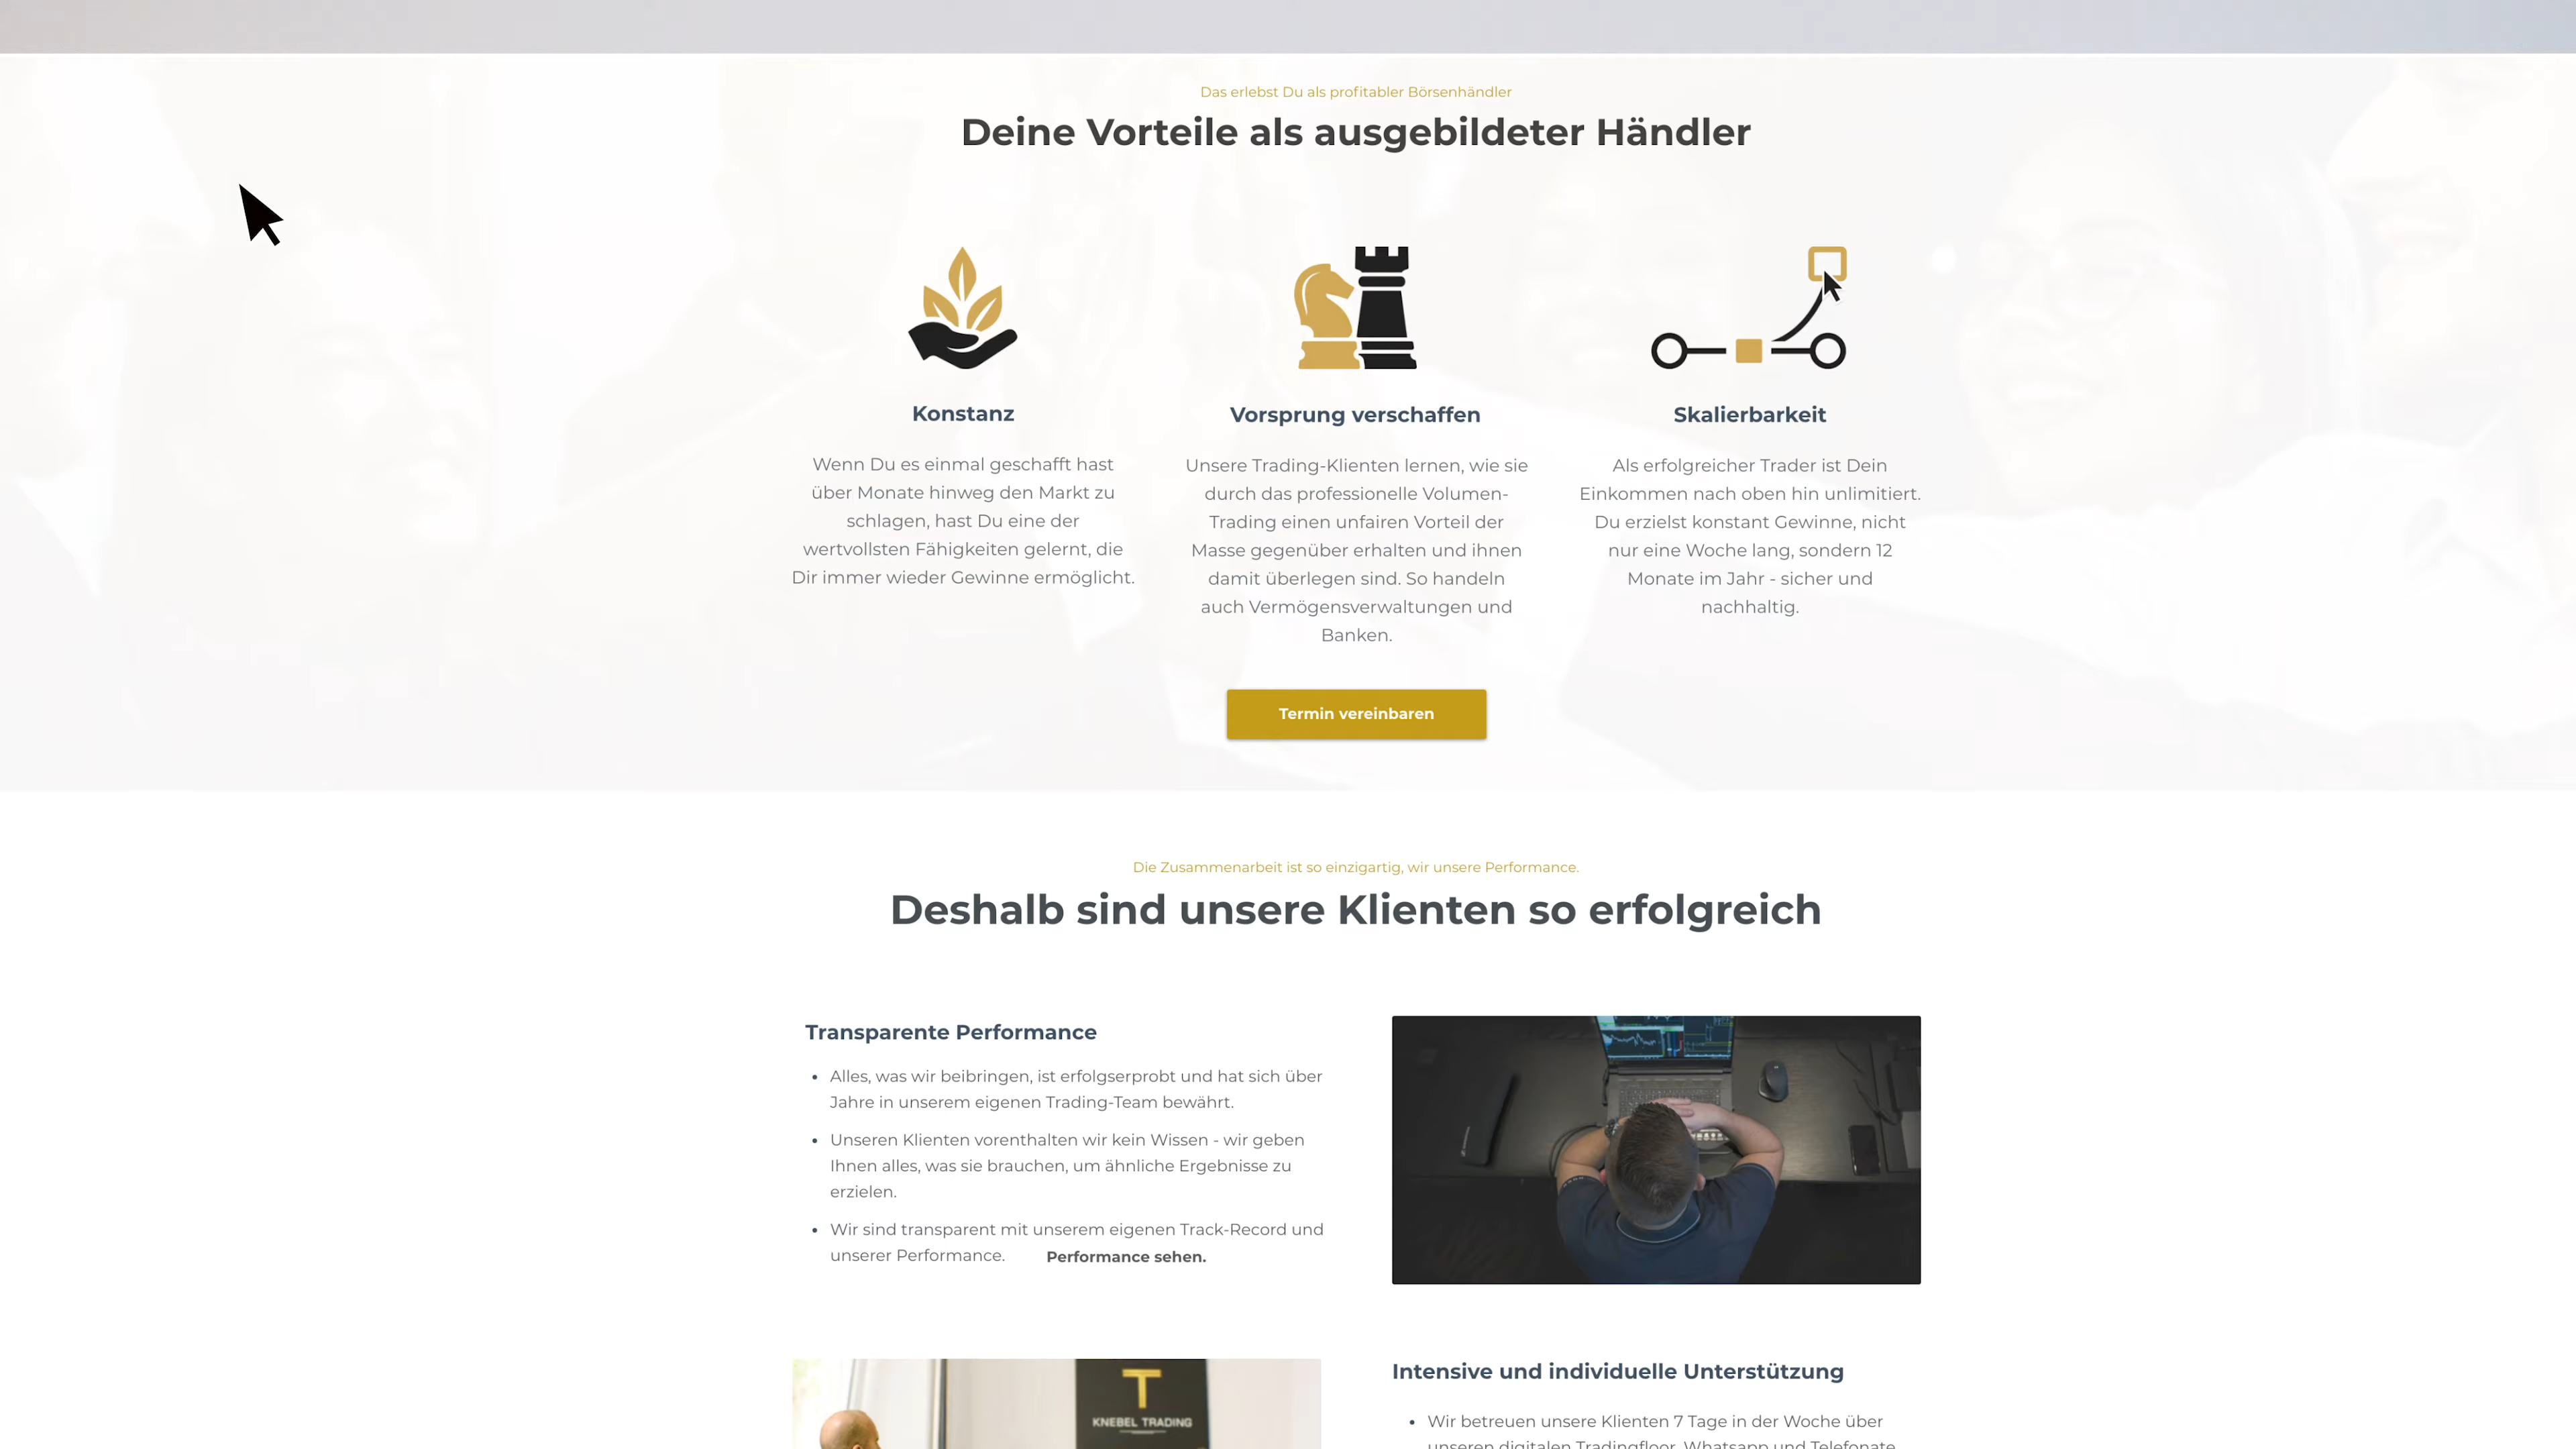 Das erlebst Du als profitabler Börsenhändler
Deine Vorteile als ausgebildeter Händler
Konstanz
Wenn Du es einmal geschafft hast
über Monate hinweg den Markt zu
schlagen, hast Du eine der
wertvollsten Fähigkeiten gelernt, die
Dir immer wieder Gewinne ermöglicht.
Vorsprung verschaffen
Unsere Trading-Klienten lernen, wie sie
durch das professionelle Volumen-
Trading einen unfairen Vorteil der
Masse gegenüber erhalten und ihnen
damit überlegen sind. So handeln
auch Vermögensverwaltungen und
Banken.
Skalierbarkeit
Als erfolgreicher Trader ist Dein
Einkommen nach oben hin unlimitiert.
Du erzielst konstant Gewinne, nicht
nur eine Woche lang, sondern 12
Monate im Jahr - sicher und
nachhaltig.
Termin vereinbaren
Die Zusammenarbeit ist so einzigartig, wir unsere Performance.
Deshalb sind unsere Klienten so erfolgreich
Transparente Performance
• Alles, was wir beibringen, ist erfolgserprobt und hat sich über
Jahre in unserem eigenen Trading-Team bewährt.
• Unseren Klienten vorenthalten wir kein Wissen - wir geben
Ihnen alles, was sie brauchen, um ähnliche Ergebnisse zu
erzielen.
• Wir sind transparent mit unserem eigenen Track-Record und
unserer Performance. Performance sehen.
KNEBEL TRADING
Intensive und individuelle Unterstützung
• Wir betreuen unsere Klienten 7 Tage in der Woche über
unseren digitalen Tradingfloor, Whatsapp und Telefonate